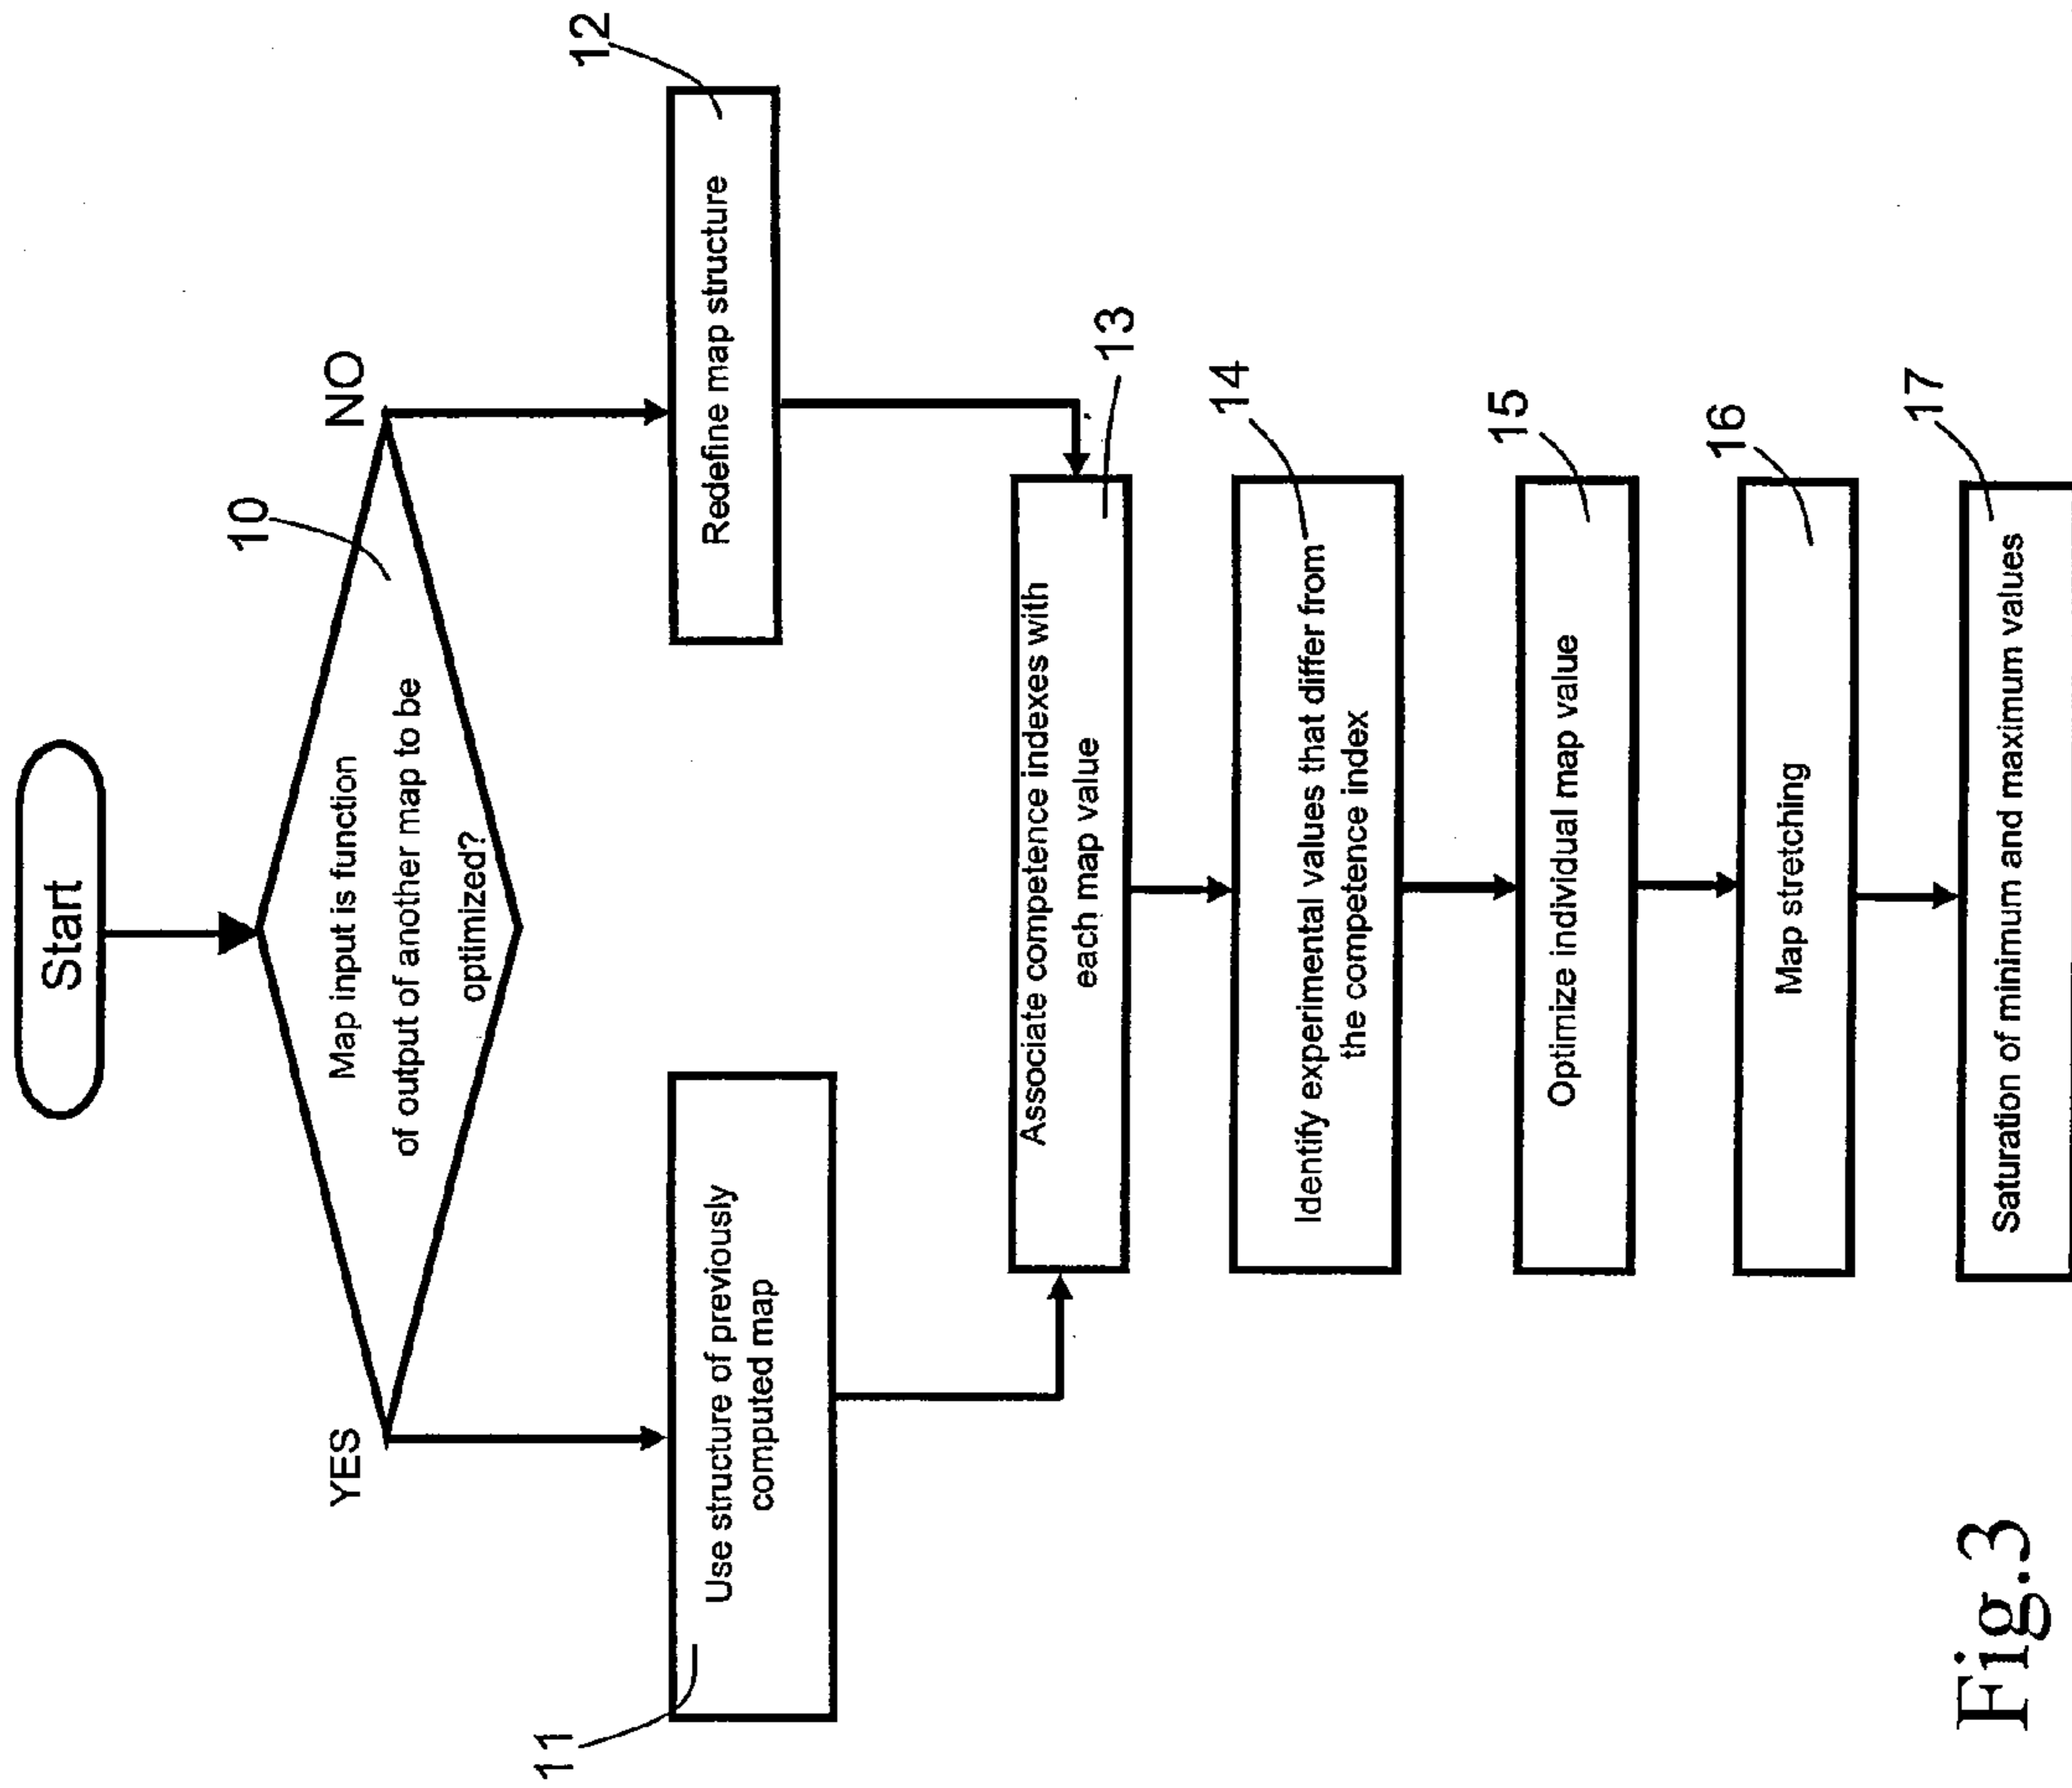 Start
10
Map input is function
of output of another map to be
optimized?
YES
NO
11
Use structure of previously
computed map
12
Redefine map structure
13
Associate competence indexes with
each map value
14
Identify experimental values that differ from
the competence index
15
Optimize individual map value
16
Map stretching
17
Saturation of minimum and maximum values
Fig.3